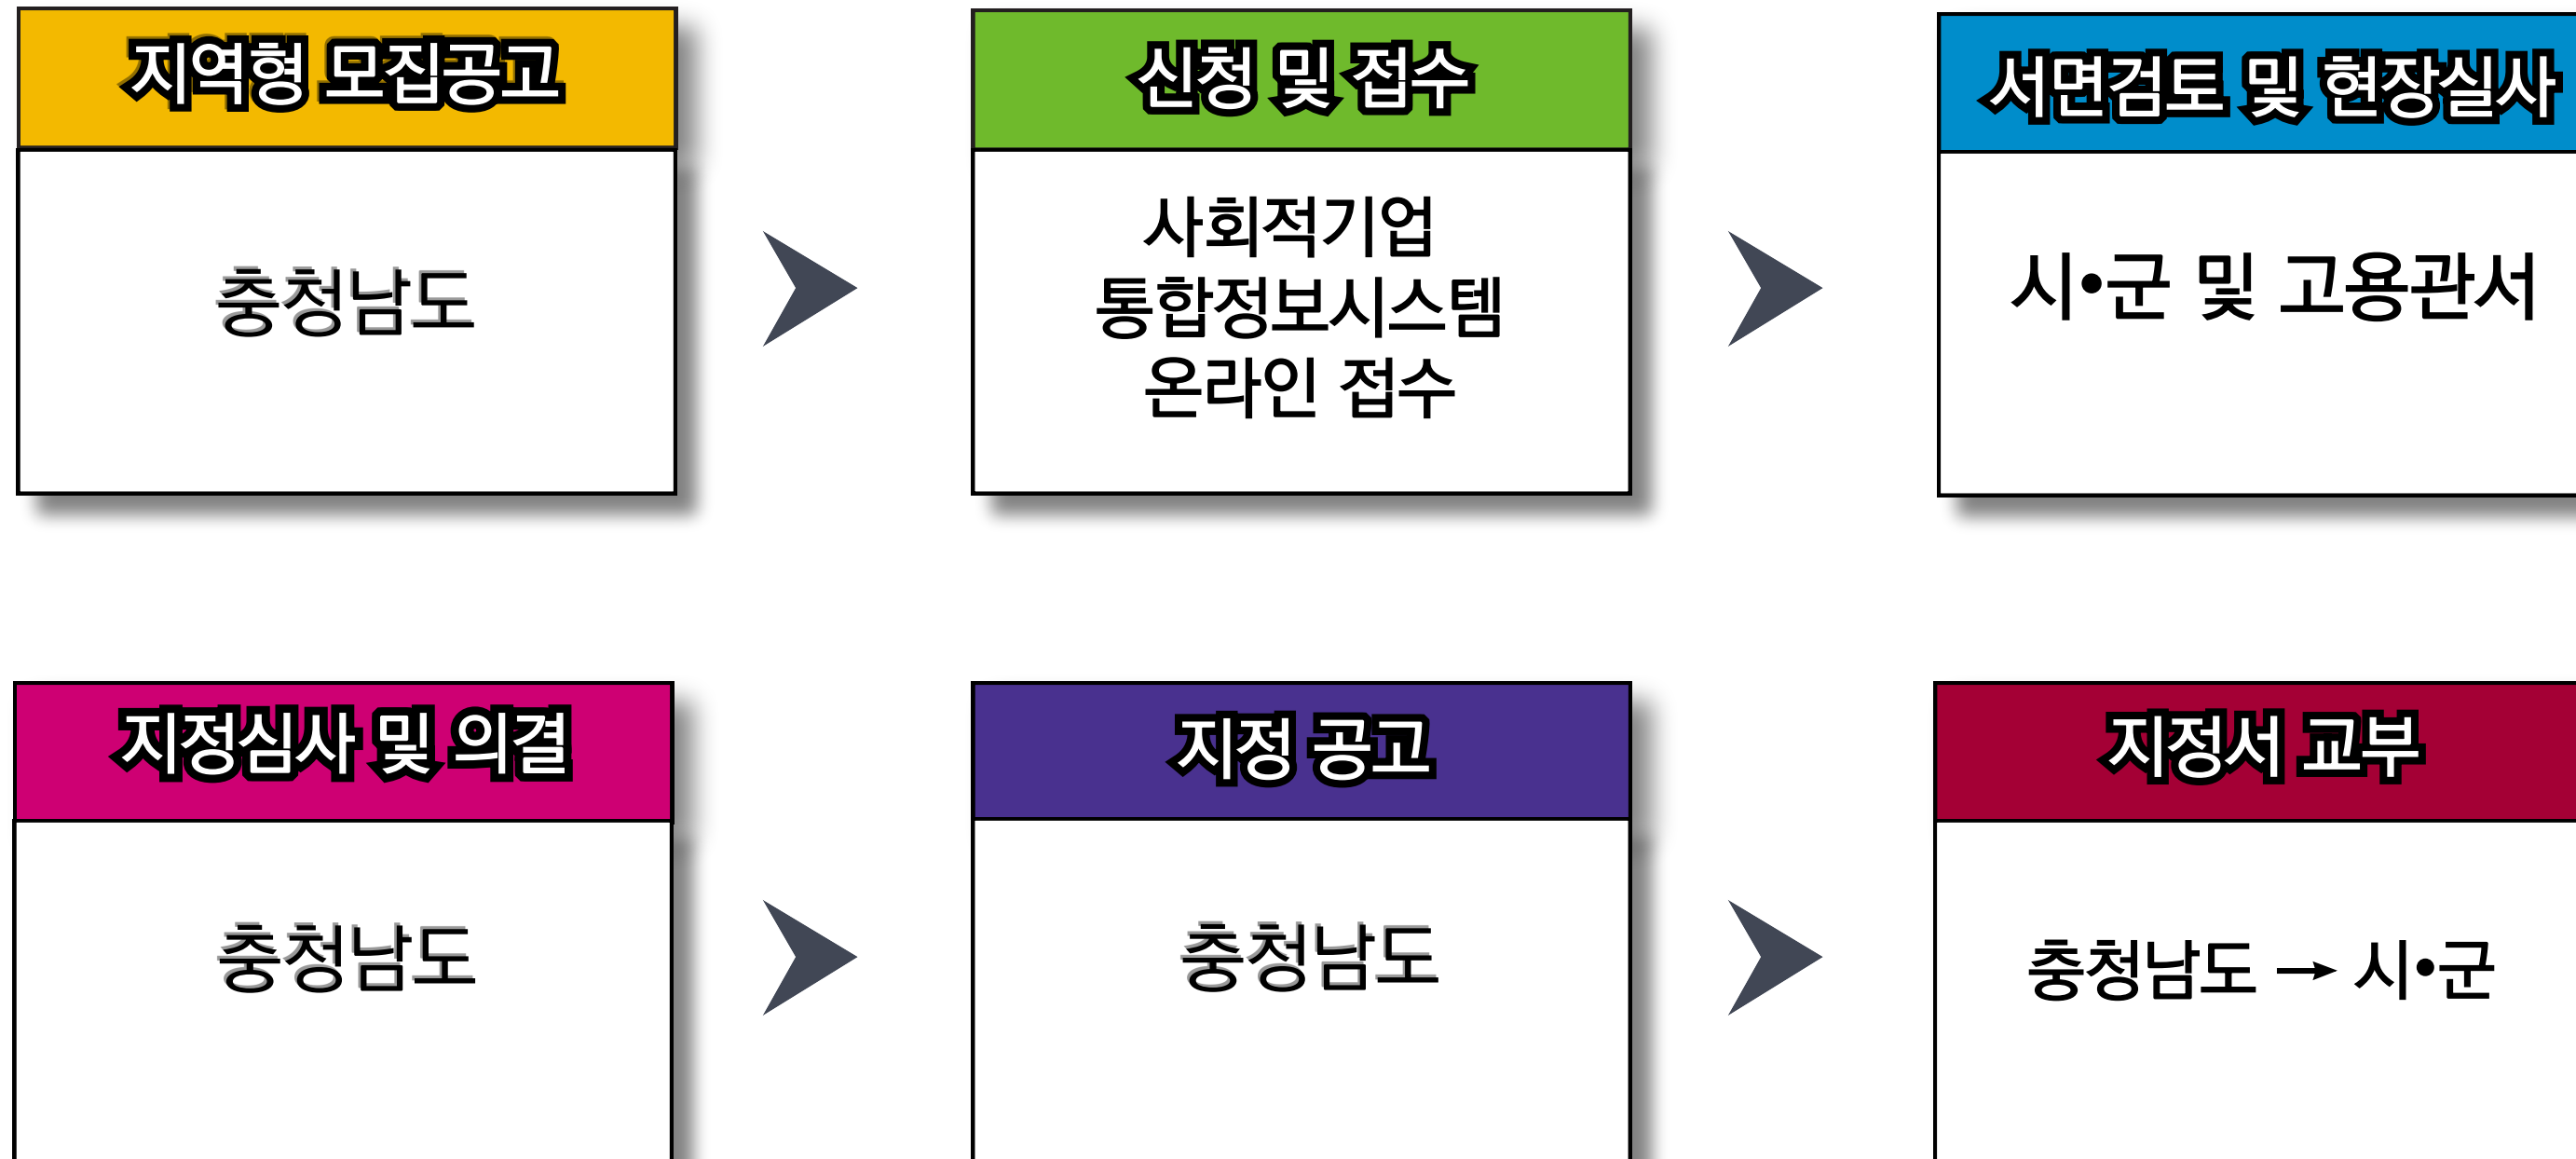 지역형 모집공고
충청남도
신청 및 접수
사회적기업
통합정보시스템
온라인 접수
서면검토 및 현장실사
시•군 및 고용관서
지정심사 및 의결
충청남도
지정 공고
충청남도
지정서 교부
충청남도 → 시•군